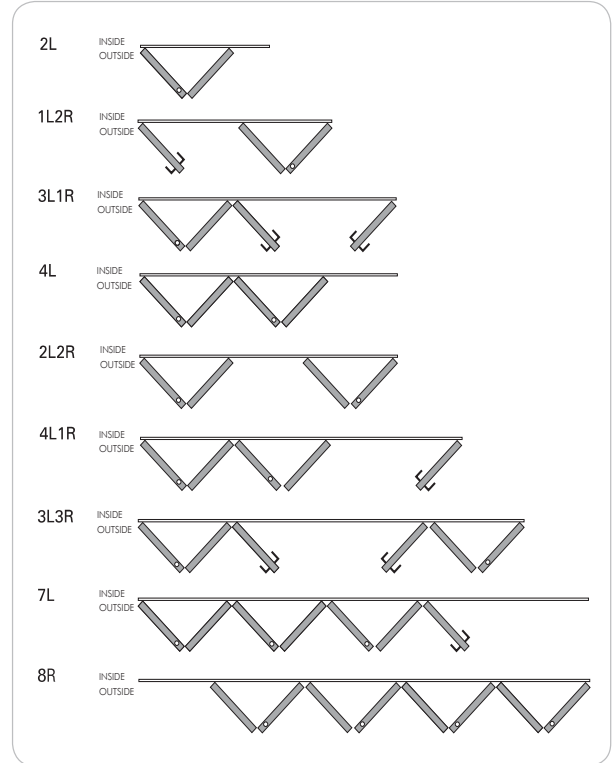 2L INSIDE
OUTSIDE
1L2R INSIDE
OUTSIDE
3L1R INSIDE
OUTSIDE
4L INSIDE
OUTSIDE
2L2R INSIDE
OUTSIDE
4L1R INSIDE
OUTSIDE
3L3R INSIDE
OUTSIDE
7L INSIDE
OUTSIDE
8R INSIDE
OUTSIDE